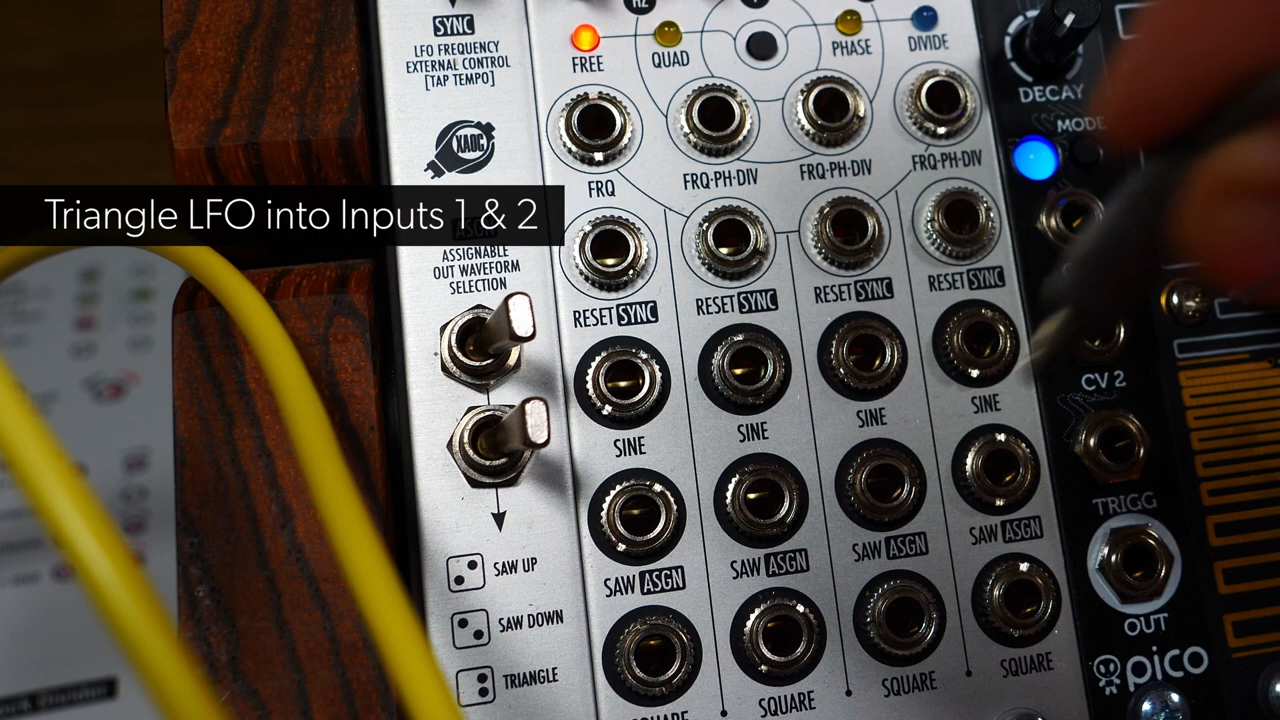 SYNC
LFO FREQUENCY
EXTERNAL CONTROL
[TAP TEMPO]
FREE
QUAD
PHASE
DIVIDE
DECAY
MODE
XAOC
FRQ
FRQ·PH·DIV
FRQ·PH·DIV
FRQ·PH·DIV
Triangle LFO into Inputs 1 & 2
ASSIGNABLE
OUT WAVEFORM
SELECTION
RESET SYNC
RESET SYNC
RESET SYNC
RESET SYNC
CV 2
SINE
SINE
SINE
SINE
TRIGG
SAW ASGN
SAW ASGN
SAW ASGN
SAW ASGN
SAW UP
SAW DOWN
TRIANGLE
OUT
pico
SQUARE
SQUARE
SQUARE
SQUARE